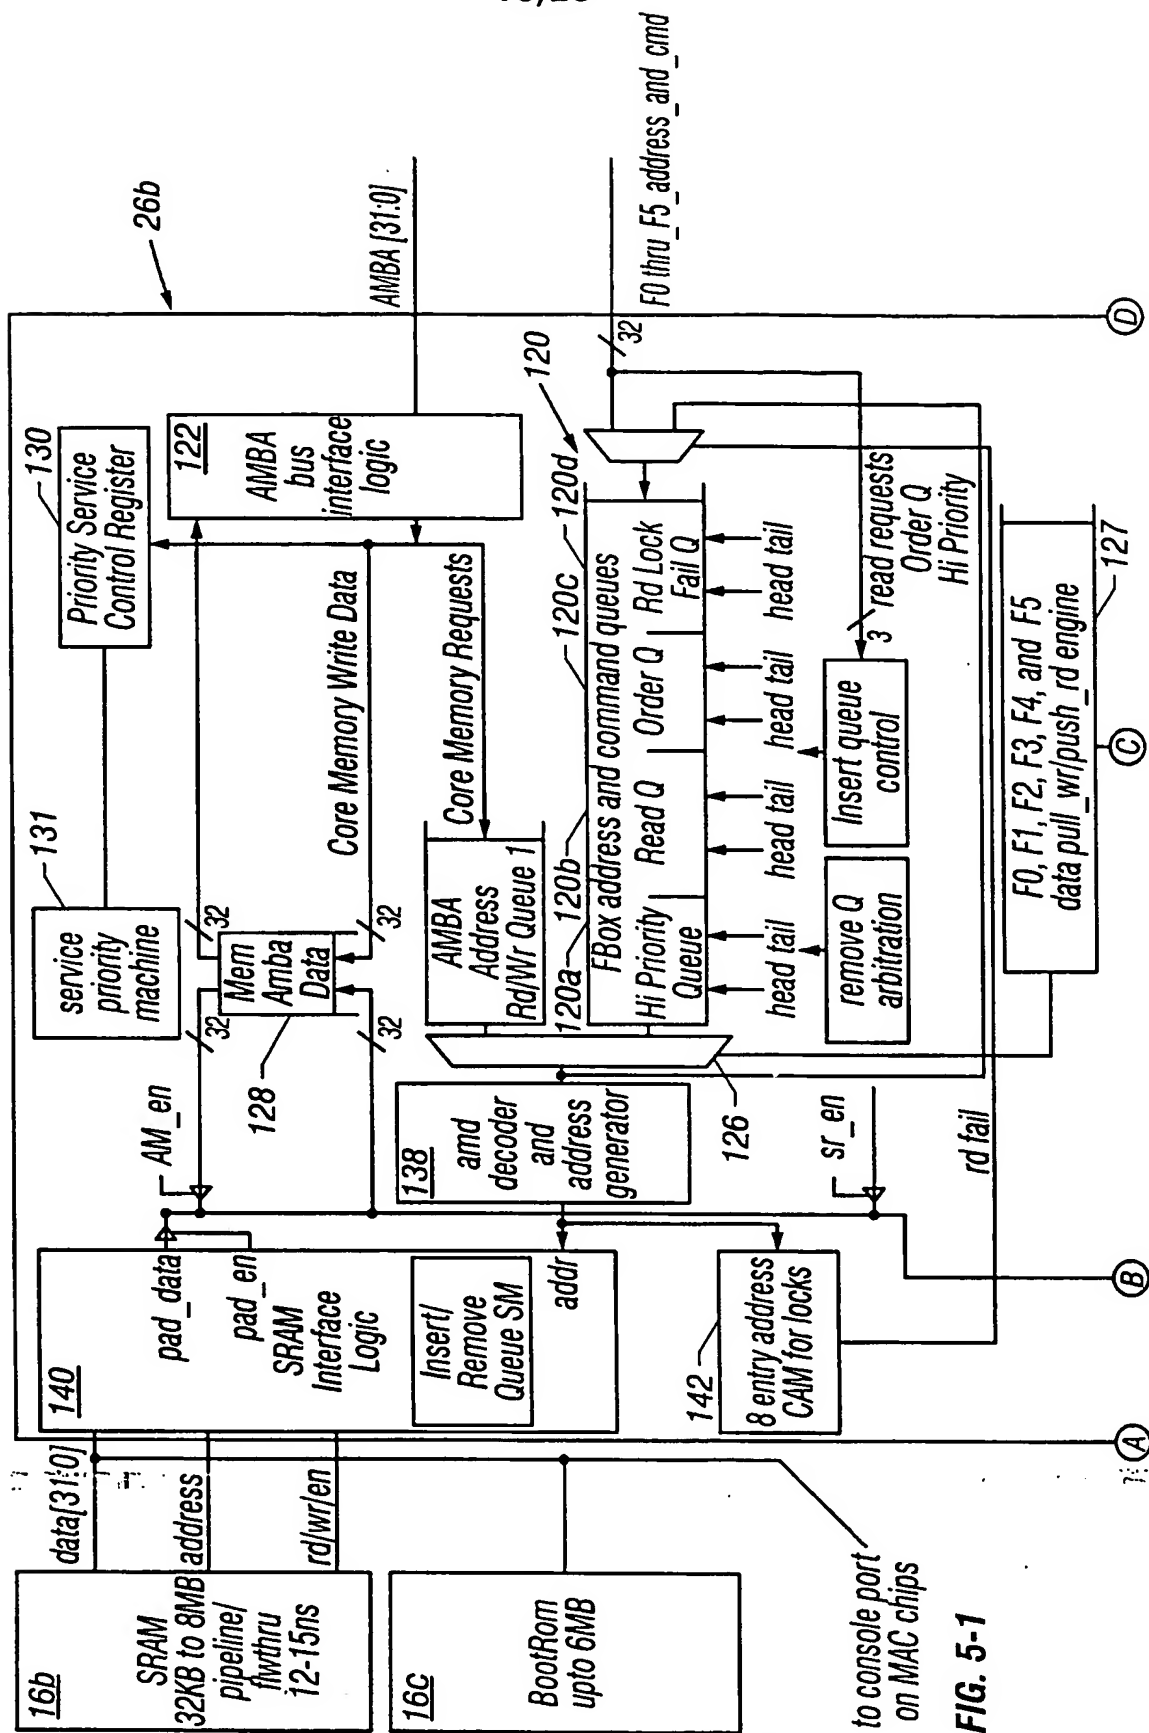 26b
130
Priority Service
Control Register
131
service
priority
machine
122
AMBA
bus
interface
logic
AMBA [31:0]
F0 thru F5_address_and_cmd
32
120
Core Memory Write Data
Core Memory Requests
32
32
32
32
Mem
Amba
Data
128
AM_en
AMBA
Address
Rd/Wr Queue 1
120a
120b
120c
120d
FBox address and command queues
Hi Priority
Queue
Read Q
Order Q
Rd Lock
Fail Q
head tail
head tail
head tail
head tail
remove Q
arbitration
Insert queue
control
3
read requests
Order Q
Hi Priority
127
F0, F1, F2, F3, F4, and F5
data pull_wr/push_rd engine
126
138
amd
decoder
and
address
generator
sr_en
rd fail
140
pad_data
pad_en
SRAM
Interface
Logic
Insert/
Remove
Queue SM
addr
142
8 entry address
CAM for locks
data[31:0]
address
rd/wr/en
16b
SRAM
32KB to 8MB
pipeline/
flwthru
12-15ns
16c
BootRom
upto 6MB
to console port
on MAC chips
A
B
C
D
FIG. 5-1